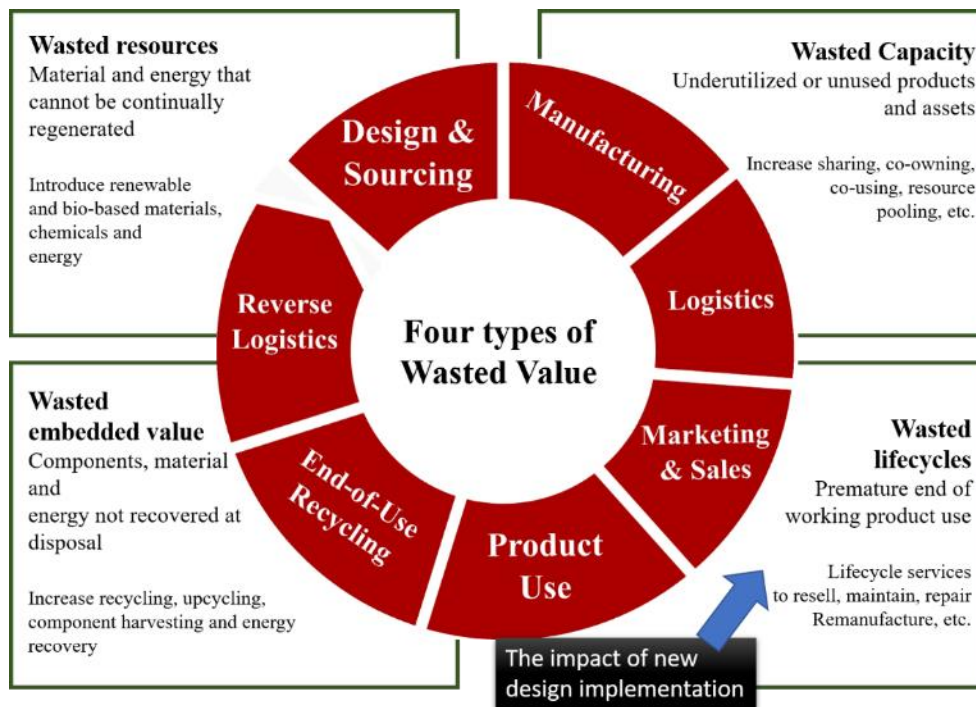 Wasted resources
Material and energy that
cannot be continually
regenerated
Introduce renewable
and bio-based materials,
chemicals and
energy
Wasted Capacity
Underutilized or unused products
and assets
Increase sharing, co-owning,
co-using, resource
pooling, etc.
Design &
Sourcing
Manufacturing
Logistics
Marketing
& Sales
Product
Use
End-of-Use
Recycling
Reverse
Logistics
Four types of
Wasted Value
Wasted
embedded value
Components, material
and
energy not recovered at
disposal
Increase recycling, upcycling,
component harvesting and energy
recovery
Wasted
lifecycles
Premature end of
working product use
Lifecycle services
to resell, maintain, repair
Remanufacture, etc.
The impact of new
design implementation